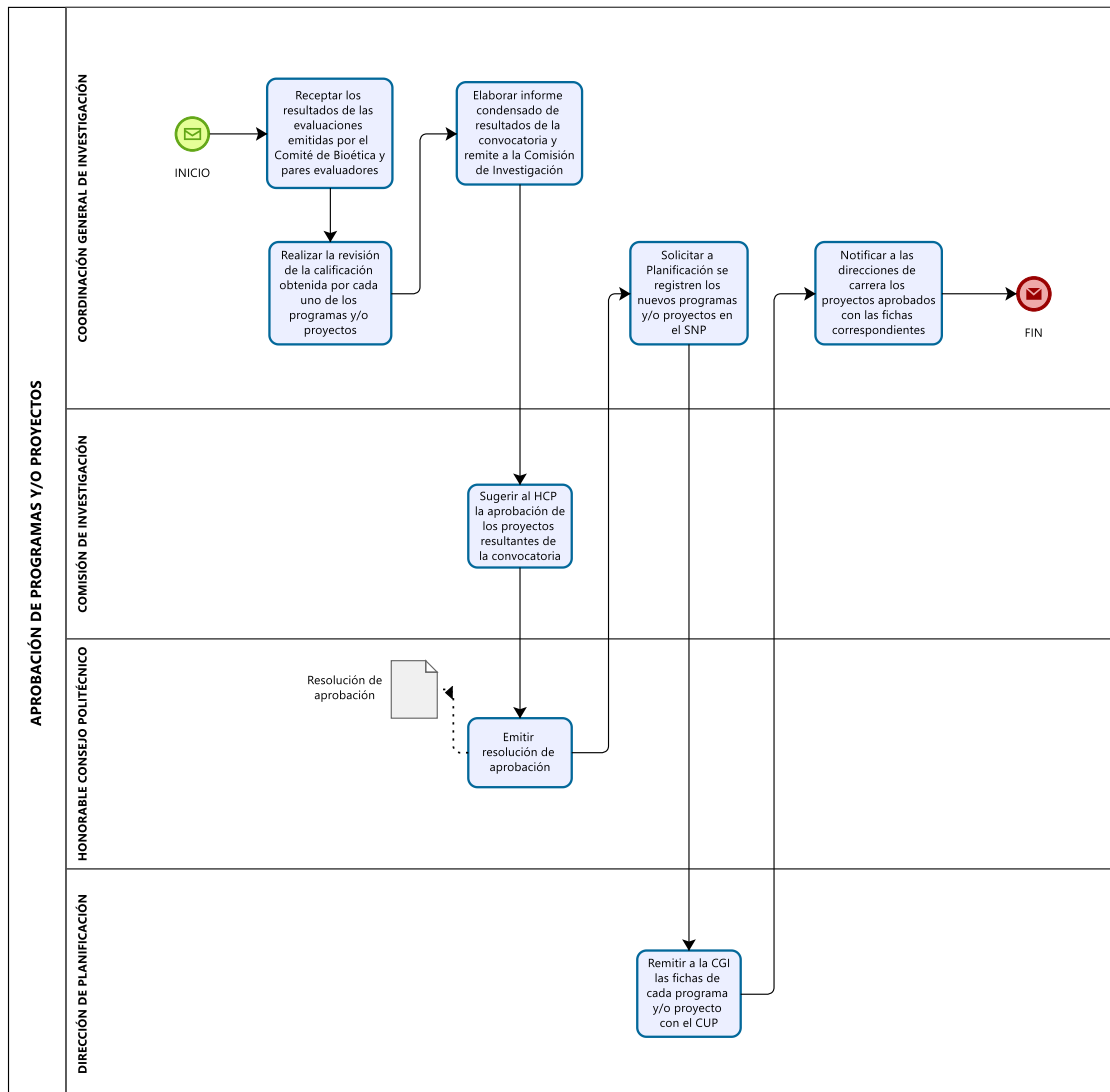 APROBACIÓN DE PROGRAMAS Y/O PROYECTOS
COORDINACIÓN GENERAL DE INVESTIGACIÓN
INICIO
Receptar los
resultados de las
evaluaciones
emitidas por el
Comité de Bioética y
pares evaluadores
Realizar la revisión
de la calificación
obtenida por cada
uno de los
programas y/o
proyectos
Elaborar informe
condensado de
resultados de la
convocatoria y
remite a la Comisión
de Investigación
Solicitar a
Planificación se
registren los
nuevos programas
y/o proyectos en
el SNP
Notificar a las
direcciones de
carrera los
proyectos aprobados
con las fichas
correspondientes
FIN
COMISIÓN DE INVESTIGACIÓN
Sugerir al HCP
la aprobación de
los proyectos
resultantes de
la convocatoria
HONORABLE CONSEJO POLITÉCNICO
Resolución de
aprobación
Emitir
resolución de
aprobación
DIRECCIÓN DE PLANIFICACIÓN
Remitir a la CGI
las fichas de
cada programa
y/o proyecto
con el CUP